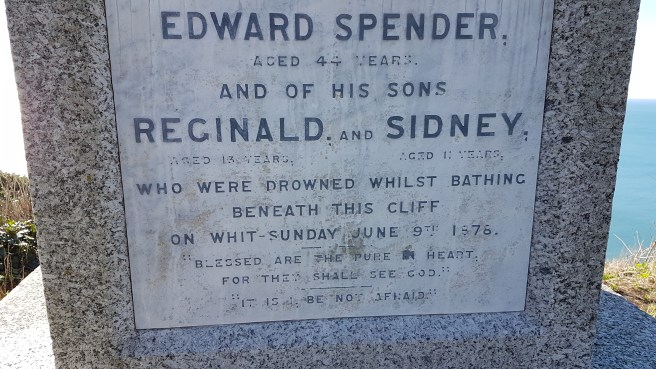 EDWARD SPENDER,
AGED 44 YEARS,
AND OF HIS SONS
REGINALD, AND SIDNEY,
AGED 13 YEARS, AGED 11 YEARS,
WHO WERE DROWNED WHILST BATHING
BENEATH THIS CLIFF
ON WHIT-SUNDAY JUNE 9TH 1878.
"BLESSED ARE THE PURE IN HEART,
FOR THEY SHALL SEE GOD."
"IT IS I, BE NOT AFRAID."